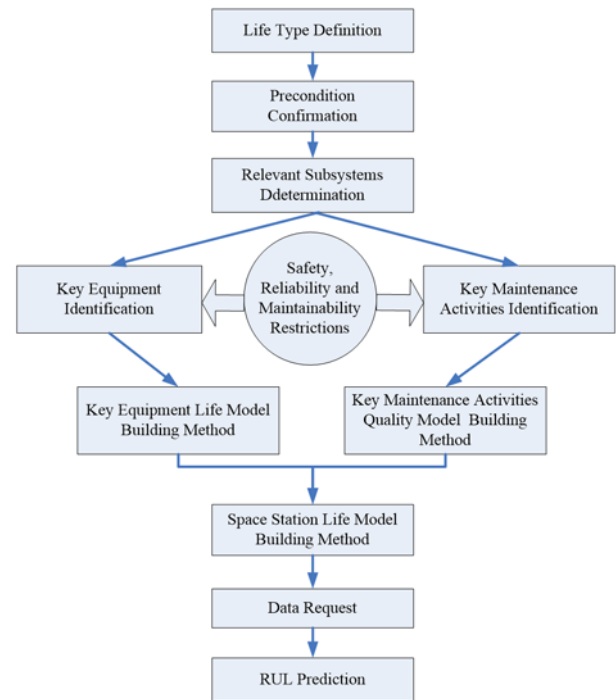 Life Type Definition
Precondition
Confirmation
Relevant Subsystems
Ddetermination
Key Equipment
Identification
Safety,
Reliability and
Maintainability
Restrictions
Key Maintenance
Activities Identification
Key Equipment Life Model
Building Method
Key Maintenance Activities
Quality Model Building
Method
Space Station Life Model
Building Method
Data Request
RUL Prediction